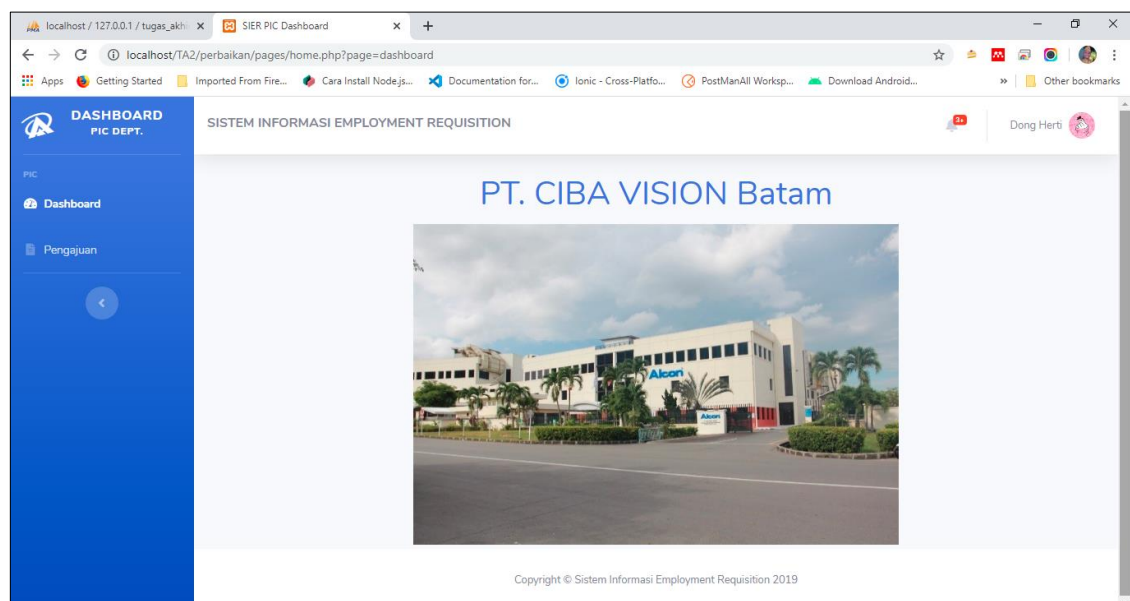 localhost / 127.0.0.1 / tugas_akhi
SIER PIC Dashboard
localhost/TA2/perbaikan/pages/home.php?page=dashboard
Apps
Getting Started
Imported From Fire...
Cara Install Node.js...
Documentation for...
Ionic - Cross-Platfo...
PostManAll Worksp...
Download Android...
Other bookmarks
DASHBOARD
PIC DEPT.
SISTEM INFORMASI EMPLOYMENT REQUISITION
3+
Dong Herti
PIC
Dashboard
Pengajuan
PT. CIBA VISION Batam
Alcon
Alcon
Copyright © Sistem Informasi Employment Requisition 2019